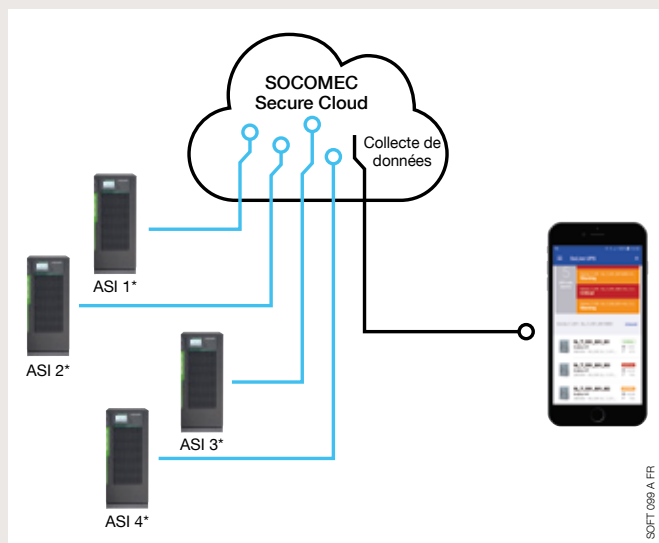 SOCOMEC
Secure Cloud
Collecte de
données
ASI 1*
ASI 2*
ASI 3*
ASI 4*
SOFT 099 A FR